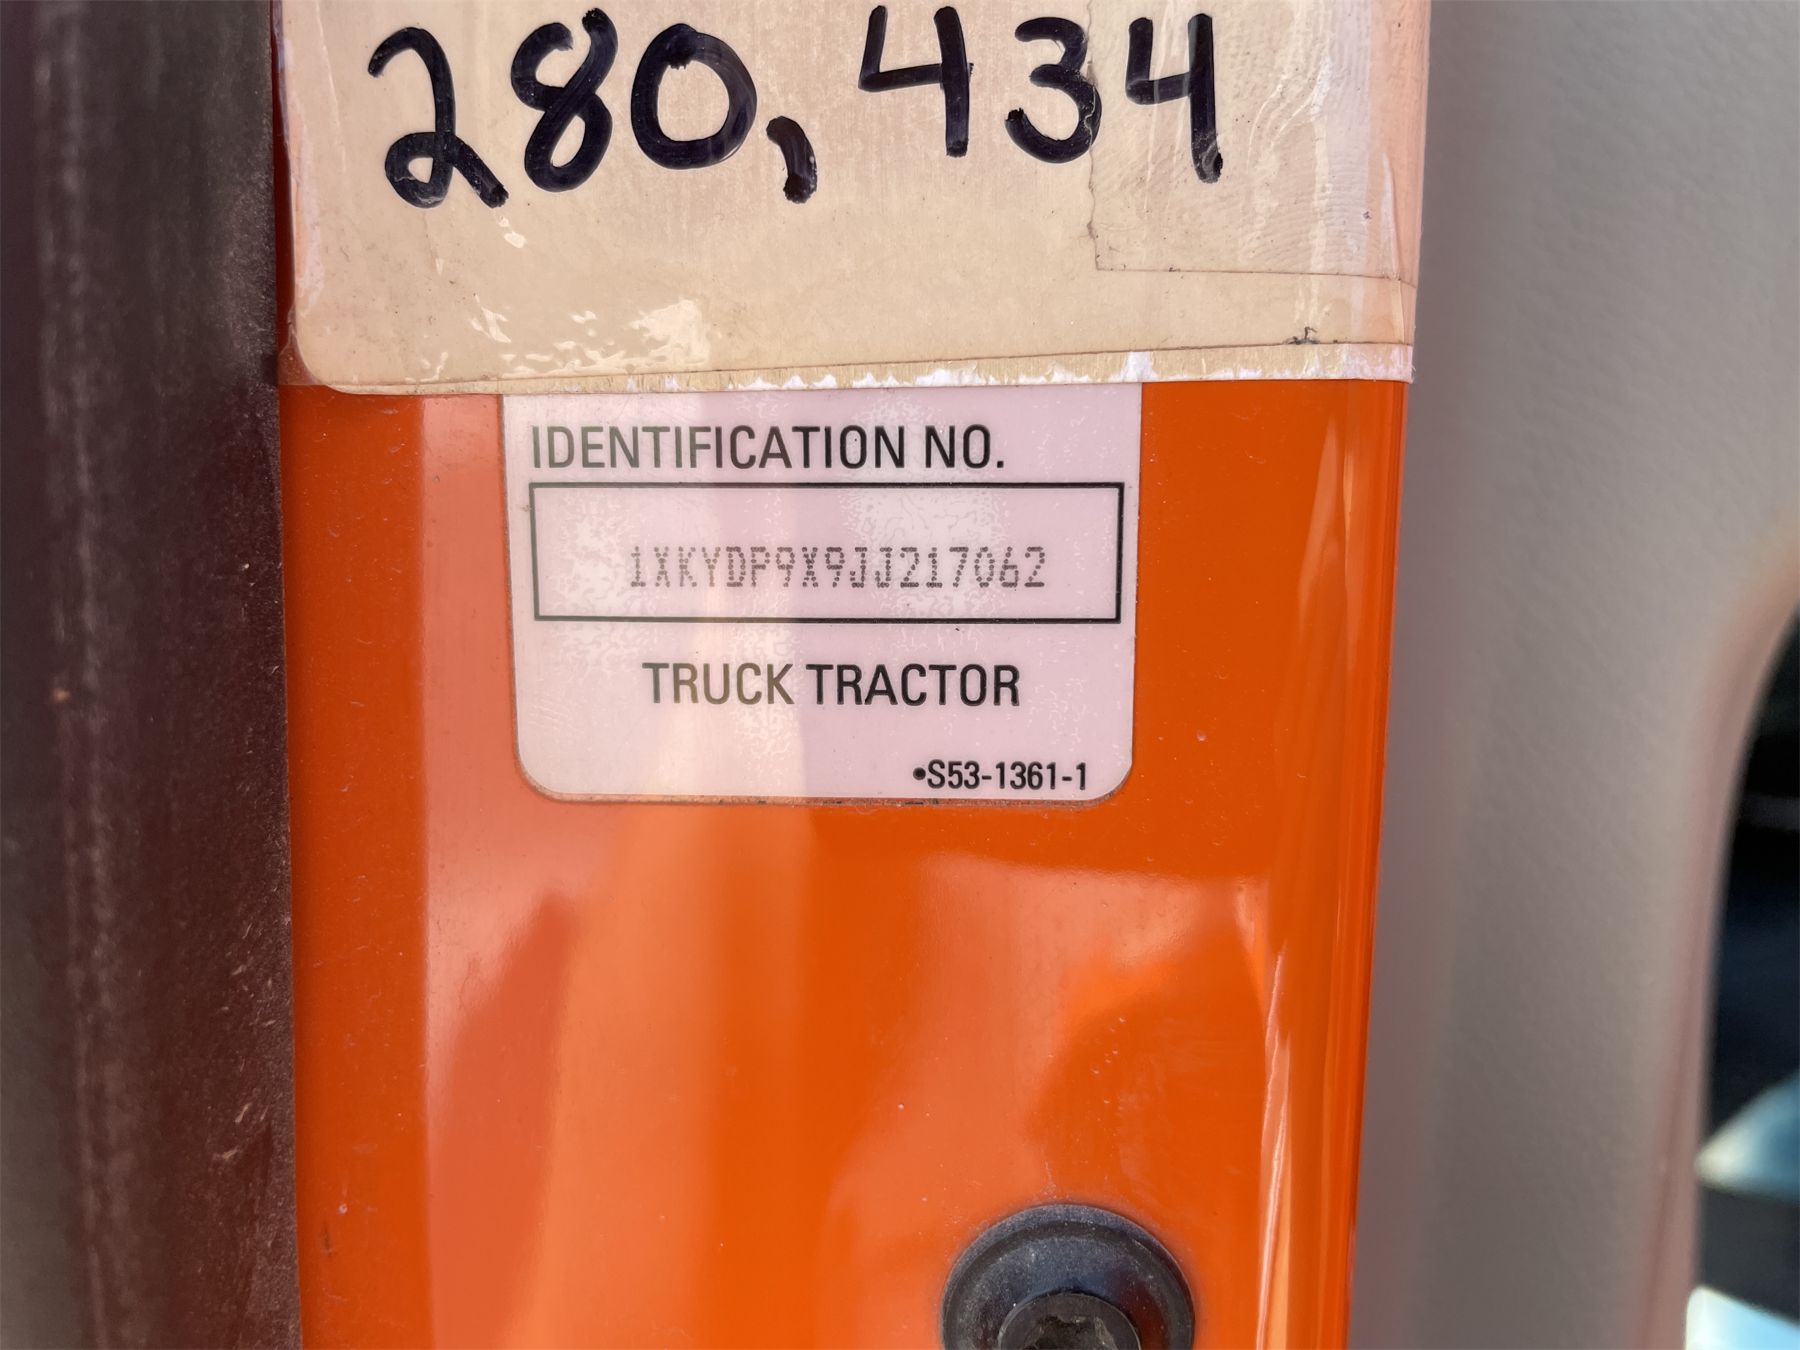 280,434
IDENTIFICATION NO.
1XKYDP9X9JJ217062
TRUCK TRACTOR
•S53-1361-1